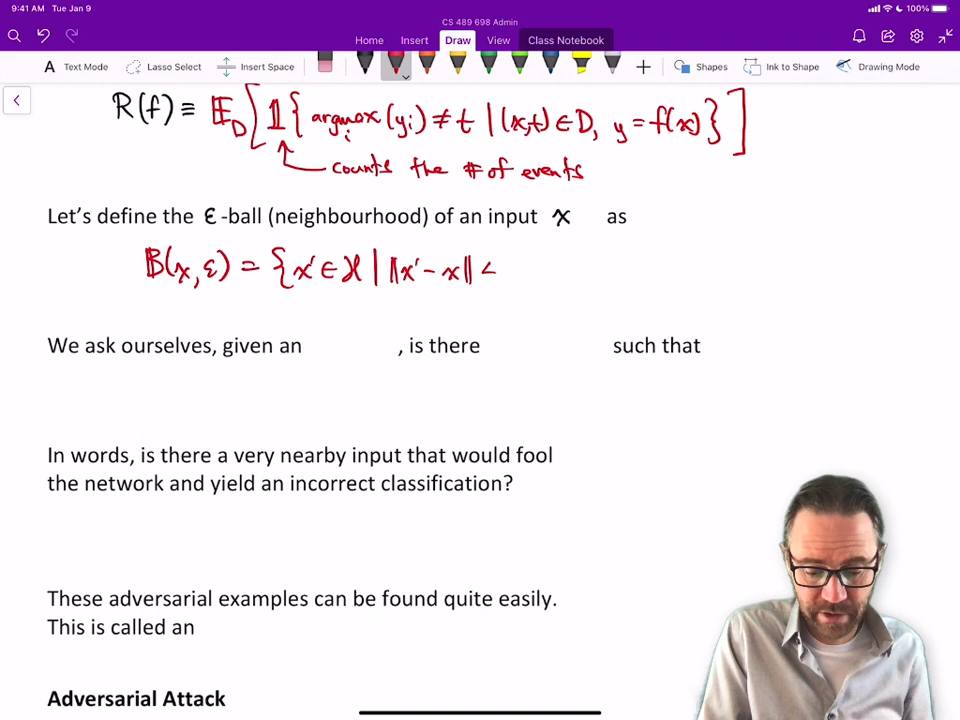 9:41 AM Tue Jan 9
100%
CS 489 698 Admin
Home Insert Draw View Class Notebook
A Text Mode Lasso Select Insert Space Shapes Ink to Shape Drawing Mode
R(f) ≡ 𝔼_D [ 𝟙{ argmax_i (y_i) ≠ t | (x,t) ∈ D, y = f(x) } ]
counts the # of events
Let's define the ε -ball (neighbourhood) of an input x as
𝔹(x, ε) = { x' ∈ X | ‖x' - x‖ <
We ask ourselves, given an , is there such that
In words, is there a very nearby input that would fool
the network and yield an incorrect classification?
These adversarial examples can be found quite easily.
This is called an
Adversarial Attack